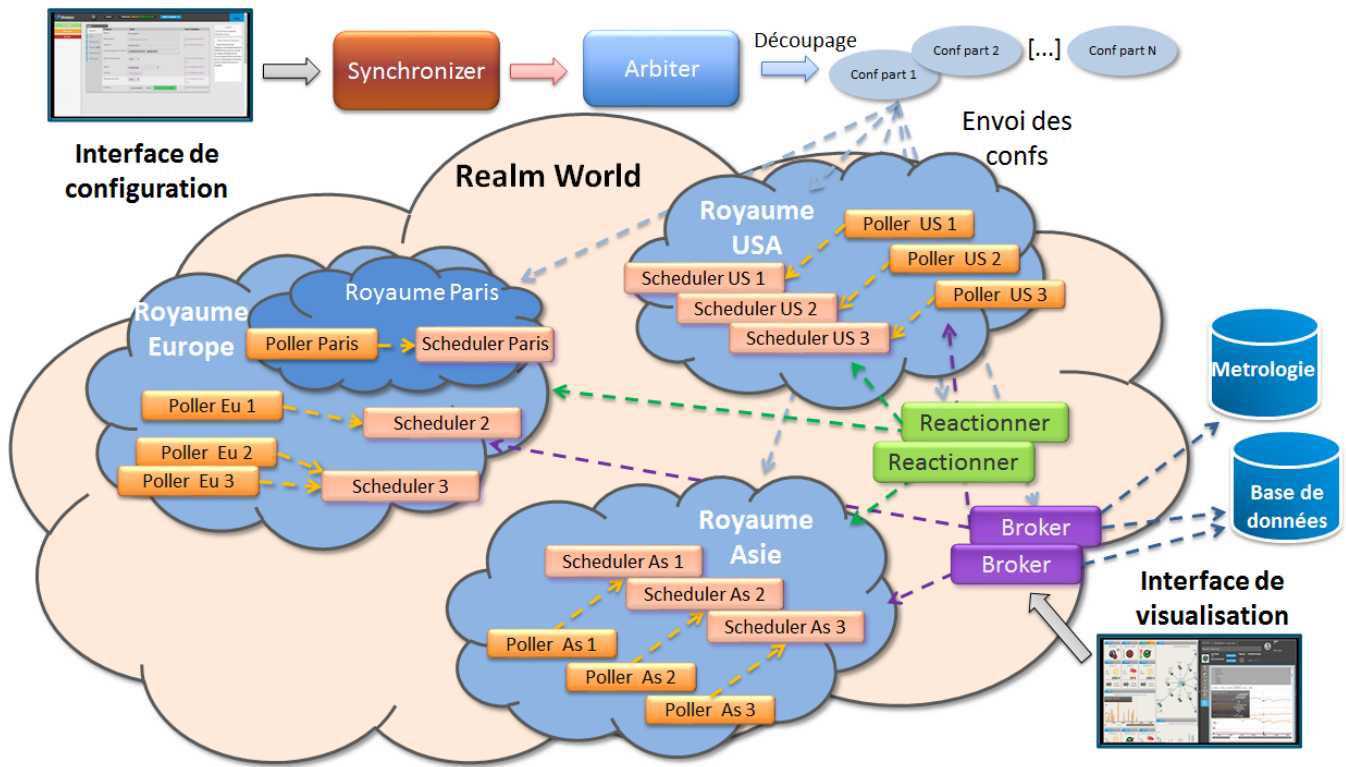 Synchronizer
Arbiter
Découpage
Conf part 1
Conf part 2
[...]
Conf part N
Interface de
configuration
Envoi des
confs
Realm World
Royaume
USA
Poller US 1
Poller US 2
Poller US 3
Scheduler US 1
Scheduler US 2
Scheduler US 3
Royaume Paris
Royaume
Europe
Poller Paris
Scheduler Paris
Poller Eu 1
Scheduler 2
Poller Eu 2
Poller Eu 3
Scheduler 3
Metrologie
Reactionner
Reactionner
Base de
données
Royaume
Asie
Broker
Broker
Scheduler As 1
Scheduler As 2
Scheduler As 3
Poller As 1
Poller As 2
Poller As 3
Interface de
visualisation